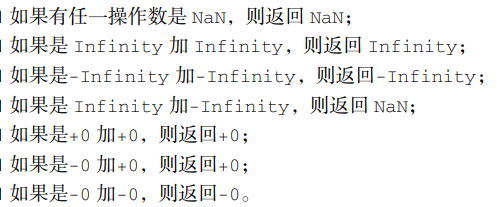 如果有任一操作数是 NaN，则返回 NaN；
如果是 Infinity 加 Infinity，则返回 Infinity；
如果是-Infinity 加-Infinity，则返回-Infinity；
如果是 Infinity 加-Infinity，则返回 NaN；
如果是+0 加+0，则返回+0；
如果是-0 加+0，则返回+0；
如果是-0 加-0，则返回-0。